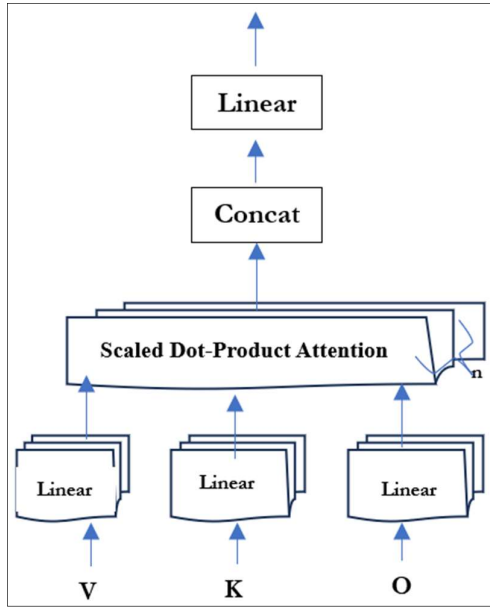 Linear
Concat
Scaled Dot-Product Attention
n
Linear
Linear
Linear
V
K
O